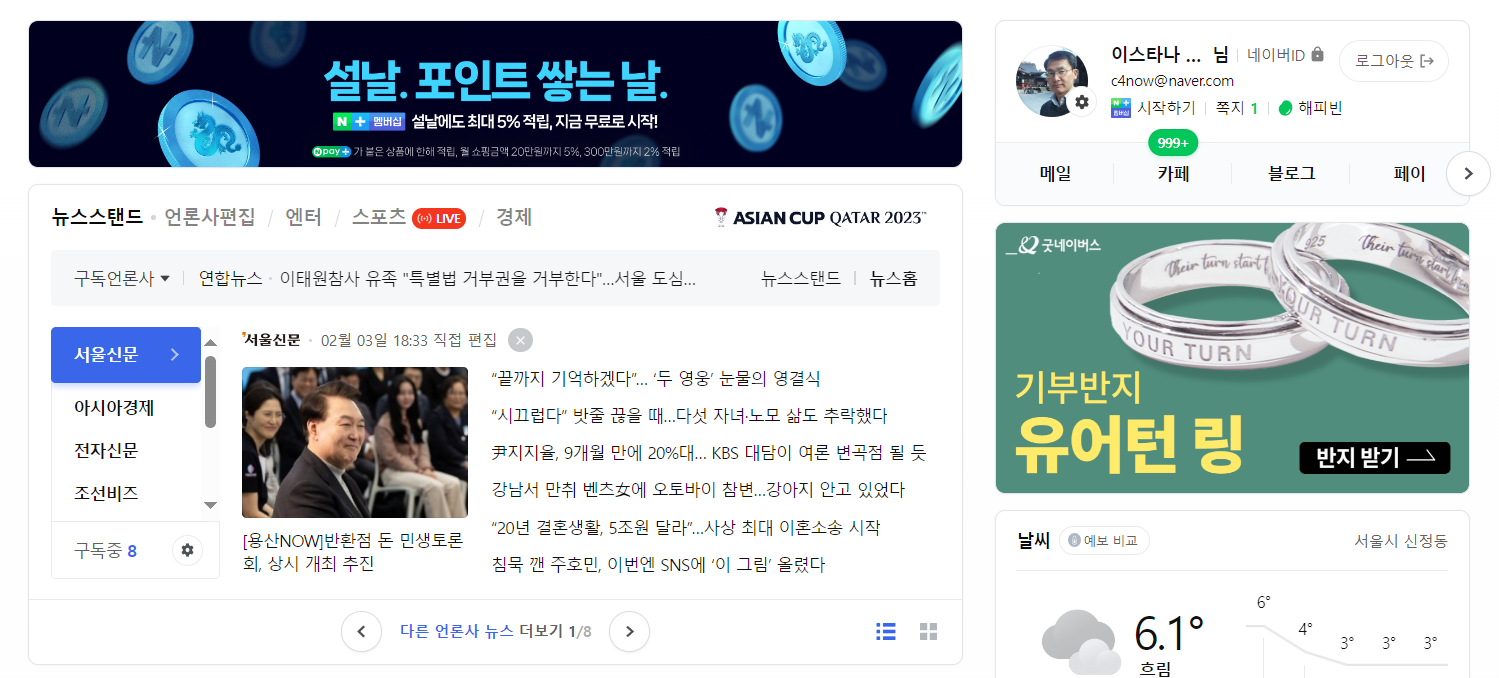 설날. 포인트 쌓는 날.
N + 멤버십 설날에도 최대 5% 적립, 지금 무료로 시작!
N pay+ 가 붙은 상품에 한해 적립, 월 쇼핑금액 20만원까지 5%, 300만원까지 2% 적립
이스타나 ... 님 네이버ID 로그아웃
c4now@naver.com
N+ 멤버십 시작하기 쪽지 1 해피빈
999+
메일 카페 블로그 페이
뉴스스탠드 · 언론사편집 / 엔터 / 스포츠 LIVE / 경제
ASIAN CUP QATAR 2023™
구독언론사 연합뉴스 · 이태원참사 유족 "특별법 거부권을 거부한다"...서울 도심... 뉴스스탠드 뉴스홈
서울신문
아시아경제
전자신문
조선비즈
구독중 8
서울신문 · 02월 03일 18:33 직접 편집
[용산NOW]반환점 돈 민생토론
회, 상시 개최 추진
“끝까지 기억하겠다”... ‘두 영웅’ 눈물의 영결식
“시끄럽다” 밧줄 끊을 때...다섯 자녀·노모 삶도 추락했다
尹지지율, 9개월 만에 20%대... KBS 대담이 여론 변곡점 될 듯
강남서 만취 벤츠女에 오토바이 참변...강아지 안고 있었다
“20년 결혼생활, 5조원 달라”...사상 최대 이혼소송 시작
침묵 깬 주호민, 이번엔 SNS에 ‘이 그림’ 올렸다
다른 언론사 뉴스 더보기 1/8
굿네이버스
925
Their turn start
Their turn start
YOUR TURN
YOUR TURN
기부반지
유어턴 링
반지 받기
날씨 예보 비교 서울시 신정동
6.1°
흐림
6°
4°
3°
3°
3°